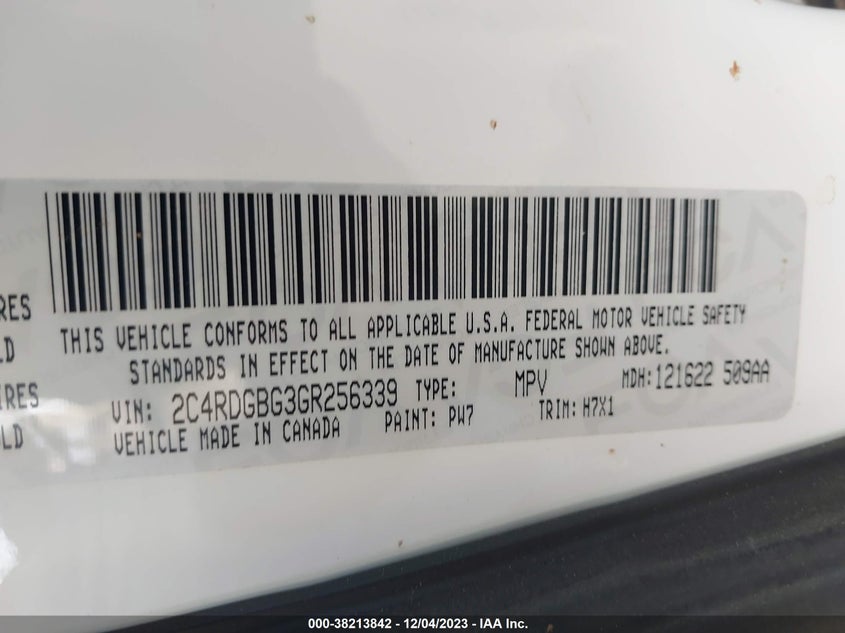 RES
LD
IRES
OLD
THIS VEHICLE CONFORMS TO ALL APPLICABLE U.S.A. FEDERAL MOTOR VEHICLE SAFETY
STANDARDS IN EFFECT ON THE DATE OF MANUFACTURE SHOWN ABOVE.
VIN: 2C4RDGBG3GR256339 TYPE: MPV MDH:121622 509AA
VEHICLE MADE IN CANADA PAINT: PW7 TRIM: H7X1
000-38213842 - 12/04/2023 - IAA Inc.